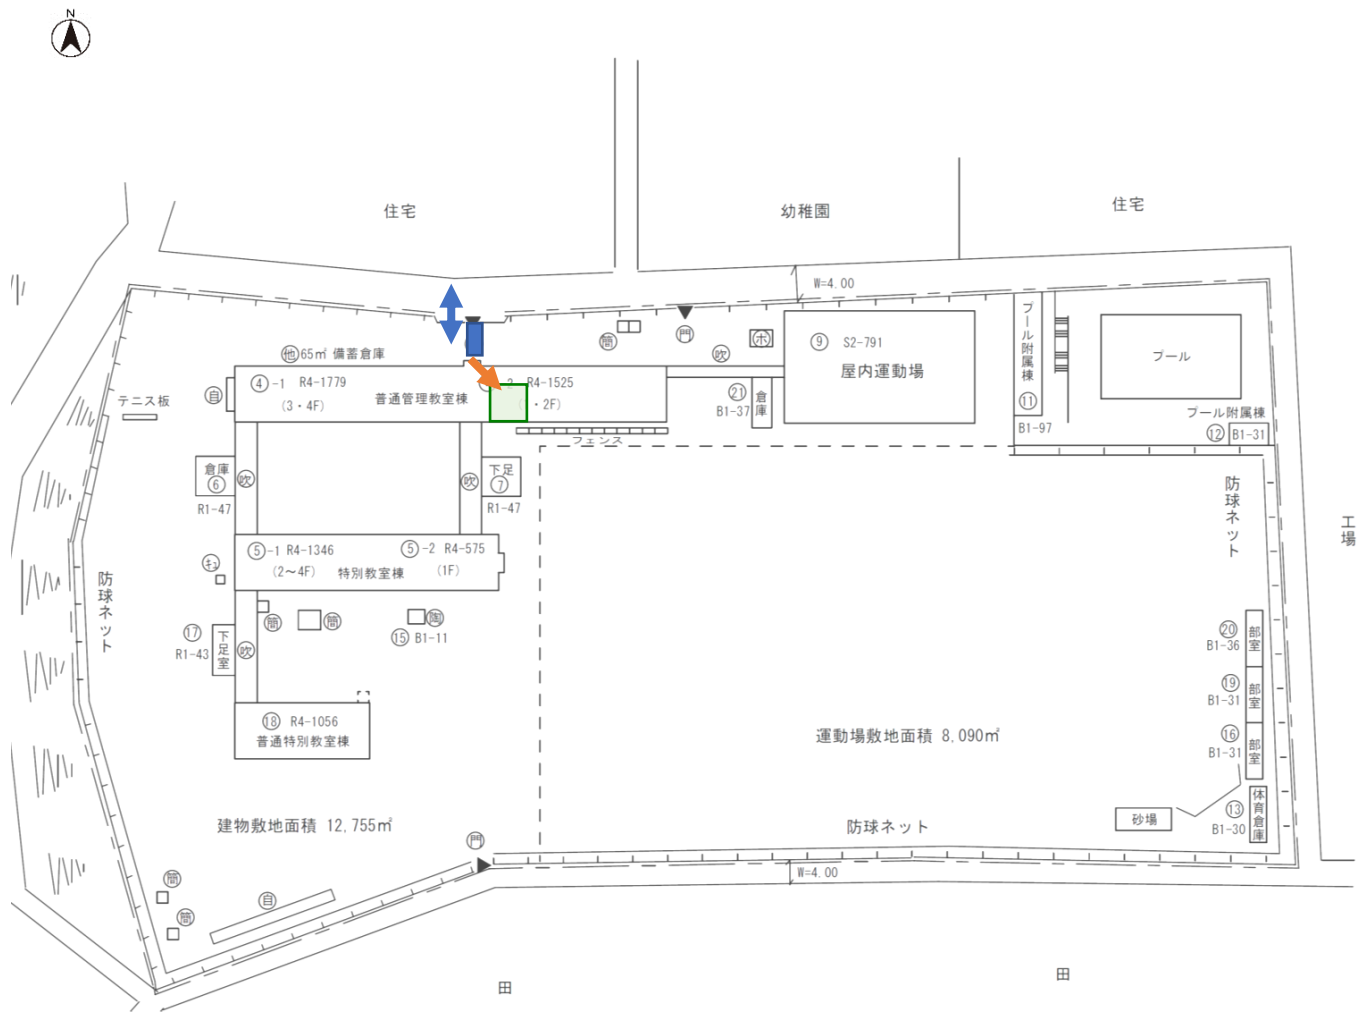 N
住宅
幼稚園
住宅
W=4.00
門
簡
吹
ホ
⑨ S2-791
屋内運動場
プール附属棟
⑪
B1-97
プール
プール附属棟
⑫ B1-31
他 65㎡ 備蓄倉庫
④-1 R4-1779
(3・4F)
普通管理教室棟
2 R4-1525
・2F)
自
テニス板
㉑
B1-37
倉庫
フェンス
倉庫
⑥
R1-47
吹
吹
下足
⑦
R1-47
防球ネット
工場
⑤-1 R4-1346
(2〜4F)
特別教室棟
⑤-2 R4-575
(1F)
キュ
防球ネット
簡
簡
陶
⑮ B1-11
⑰
R1-43
下足室
吹
⑳
B1-36
部室
⑲
B1-31
部室
⑯
B1-31
部室
⑱ R4-1056
普通特別教室棟
運動場敷地面積 8,090㎡
建物敷地面積 12,755㎡
防球ネット
砂場
⑬
B1-30
体育倉庫
門
W=4.00
簡
簡
自
田
田